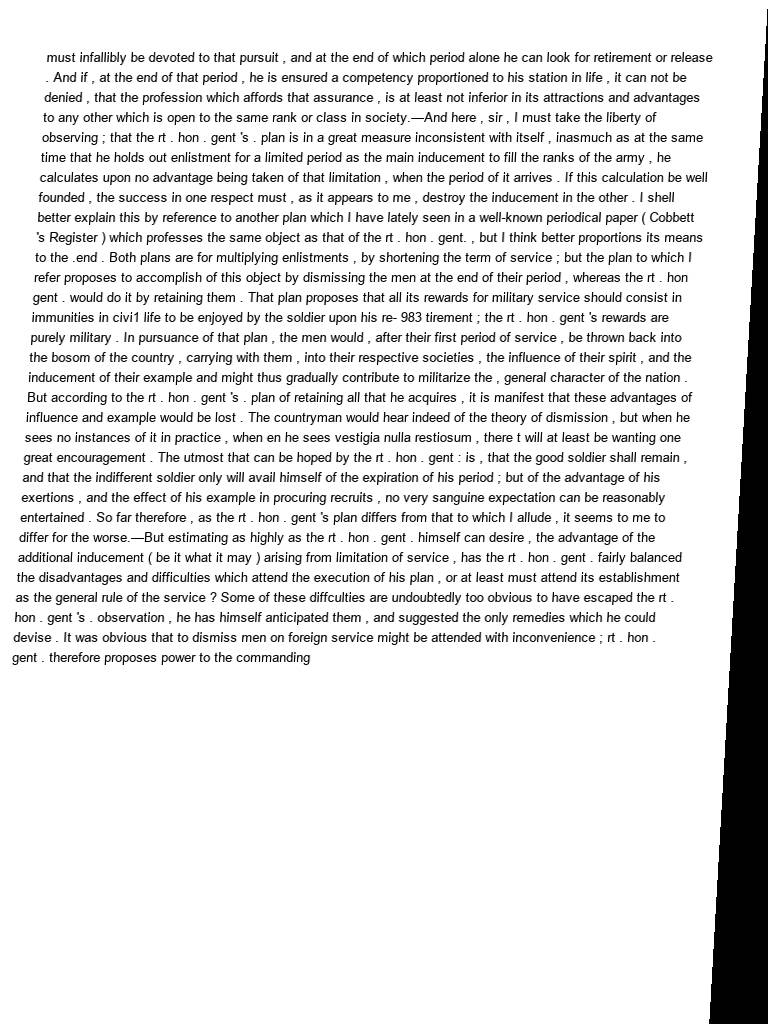 must infallibly be devoted to that pursuit , and at the end of which period alone he can look for retirement or release
. And if , at the end of that period , he is ensured a competency proportioned to his station in life , it can not be
denied , that the profession which affords that assurance , is at least not inferior in its attractions and advantages
to any other which is open to the same rank or class in society.—And here , sir , I must take the liberty of
observing ; that the rt . hon . gent 's . plan is in a great measure inconsistent with itself , inasmuch as at the same
time that he holds out enlistment for a limited period as the main inducement to fill the ranks of the army , he
calculates upon no advantage being taken of that limitation , when the period of it arrives . If this calculation be well
founded , the success in one respect must , as it appears to me , destroy the inducement in the other . I shell
better explain this by reference to another plan which I have lately seen in a well-known periodical paper ( Cobbett
's Register ) which professes the same object as that of the rt . hon . gent. , but I think better proportions its means
to the .end . Both plans are for multiplying enlistments , by shortening the term of service ; but the plan to which I
refer proposes to accomplish of this object by dismissing the men at the end of their period , whereas the rt . hon
gent . would do it by retaining them . That plan proposes that all its rewards for military service should consist in
immunities in civi1 life to be enjoyed by the soldier upon his re- 983 tirement ; the rt . hon . gent 's rewards are
purely military . In pursuance of that plan , the men would , after their first period of service , be thrown back into
the bosom of the country , carrying with them , into their respective societies , the influence of their spirit , and the
inducement of their example and might thus gradually contribute to militarize the , general character of the nation .
But according to the rt . hon . gent 's . plan of retaining all that he acquires , it is manifest that these advantages of
influence and example would be lost . The countryman would hear indeed of the theory of dismission , but when he
sees no instances of it in practice , when en he sees vestigia nulla restiosum , there t will at least be wanting one
great encouragement . The utmost that can be hoped by the rt . hon . gent : is , that the good soldier shall remain ,
and that the indifferent soldier only will avail himself of the expiration of his period ; but of the advantage of his
exertions , and the effect of his example in procuring recruits , no very sanguine expectation can be reasonably
entertained . So far therefore , as the rt . hon . gent 's plan differs from that to which I allude , it seems to me to
differ for the worse.—But estimating as highly as the rt . hon . gent . himself can desire , the advantage of the
additional inducement ( be it what it may ) arising from limitation of service , has the rt . hon . gent . fairly balanced
the disadvantages and difficulties which attend the execution of his plan , or at least must attend its establishment
as the general rule of the service ? Some of these diffculties are undoubtedly too obvious to have escaped the rt .
hon . gent 's . observation , he has himself anticipated them , and suggested the only remedies which he could
devise . It was obvious that to dismiss men on foreign service might be attended with inconvenience ; rt . hon .
gent . therefore proposes power to the commanding